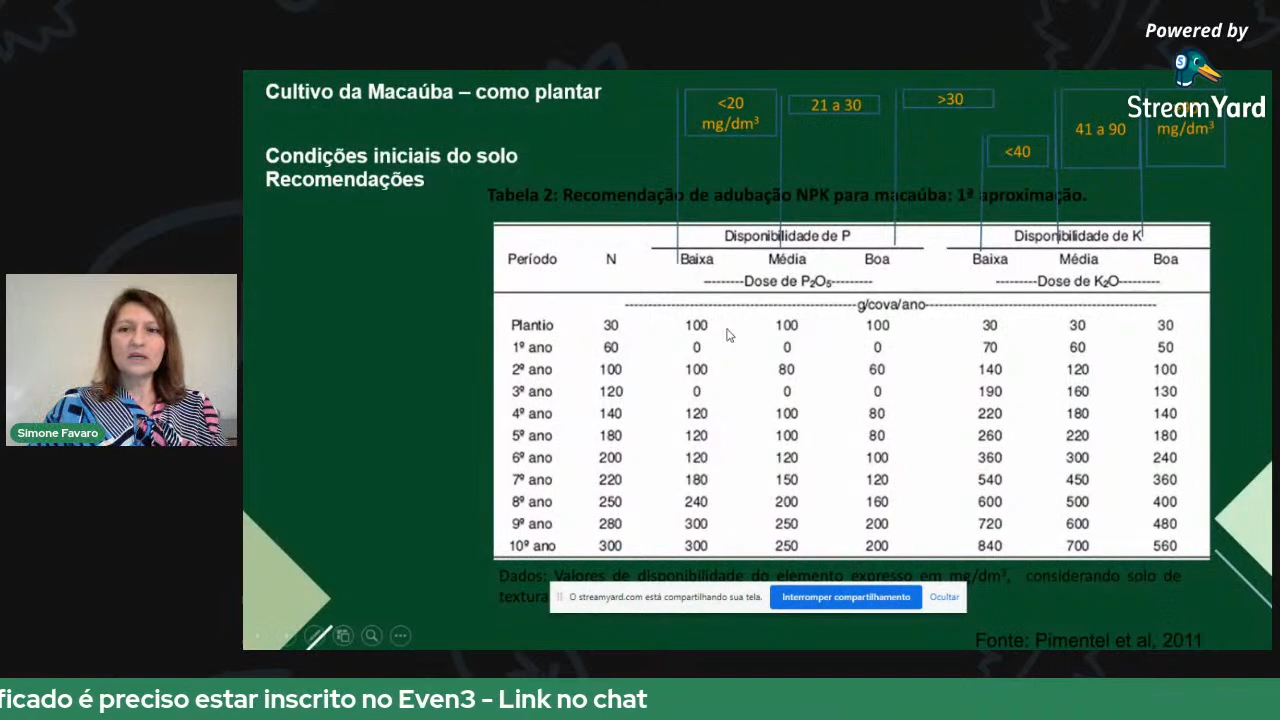 Powered by
StreamYard
Cultivo da Macaúba – como plantar
Condições iniciais do solo
Recomendações
<20
mg/dm³
21 a 30
>30
<40
41 a 90
mg/dm³
Tabela 2: Recomendação de adubação NPK para macaúba: 1ª aproximação.
Disponibilidade de P Disponibilidade de K
Período N Baixa Média Boa Baixa Média Boa
--------Dose de P₂O₅-------- --------Dose de K₂O--------
g/cova/ano
Plantio 30 100 100 100 30 30 30
1º ano 60 0 0 0 70 60 50
2º ano 100 100 80 60 140 120 100
3º ano 120 0 0 0 190 160 130
4º ano 140 120 100 80 220 180 140
5º ano 180 120 100 80 260 220 180
6º ano 200 120 120 100 360 300 240
7º ano 220 180 150 120 540 450 360
8º ano 250 240 200 160 600 500 400
9º ano 280 300 250 200 720 600 480
10º ano 300 300 250 200 840 700 560
Dados: Valores de disponibilidade do elemento expresso em mg/dm³, considerando solo de
textura
O streamyard.com está compartilhando sua tela. Interromper compartilhamento Ocultar
Fonte: Pimentel et al, 2011
Simone Favaro
ficado é preciso estar inscrito no Even3 - Link no chat